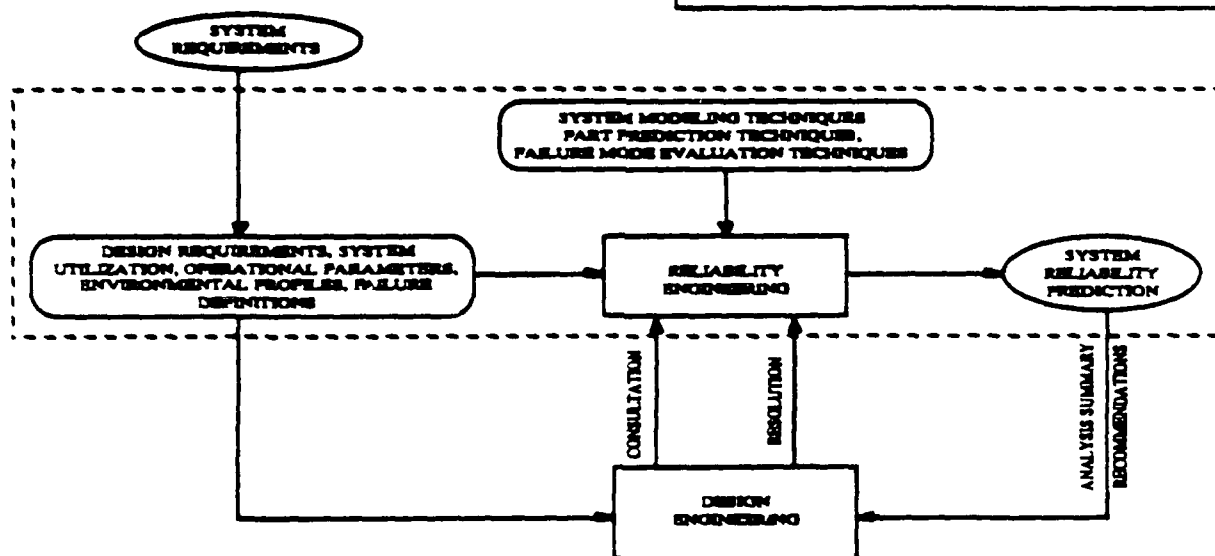 SYSTEM
REQUIREMENTS
SYSTEM MODELING TECHNIQUES
PART PREDICTION TECHNIQUES,
FAILURE MODE EVALUATION TECHNIQUES
DESIGN REQUIREMENTS, SYSTEM
UTILIZATION, OPERATIONAL PARAMETERS,
ENVIRONMENTAL PROFILES, FAILURE
DEFINITIONS
RELIABILITY
ENGINEERING
SYSTEM
RELIABILITY
PREDICTION
CONSULTATION
RESOLUTION
ANALYSIS SUMMARY
RECOMMENDATIONS
DESIGN
ENGINEERING